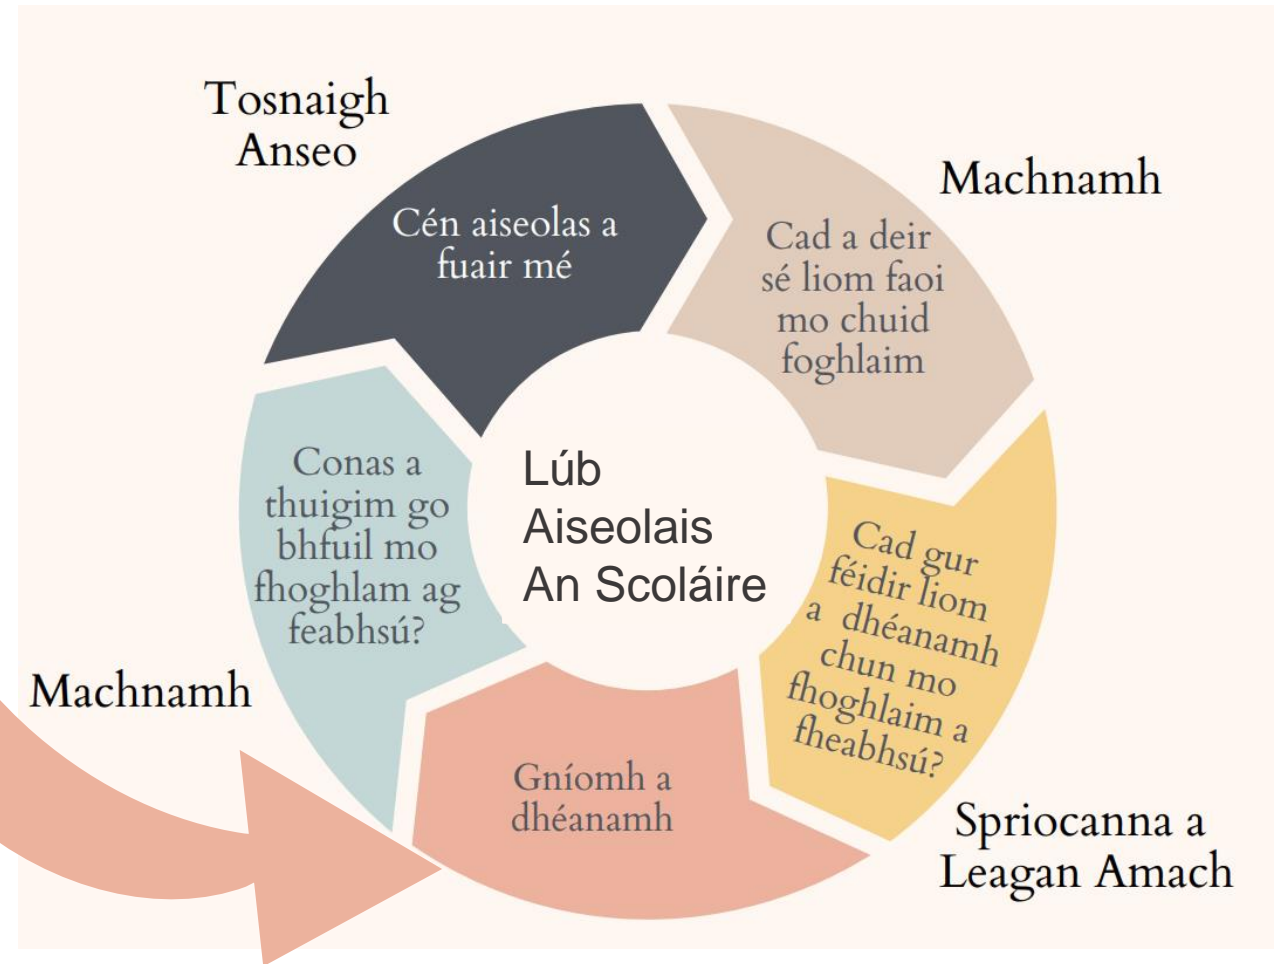 Tosnaigh
Anseo
Cén aiseolas a
fuair mé
Machnamh
Cad a deir
sé liom faoi
mo chuid
foghlaim
Cad gur
féidir liom
a dhéanamh
chun mo
fhoghlaim a
fheabhsú?
Spriocanna a
Leagan Amach
Gníomh a
dhéanamh
Machnamh
Conas a
thuigim go
bhfuil mo
fhoghlam ag
feabhsú?
Lúb
Aiseolais
An Scoláire